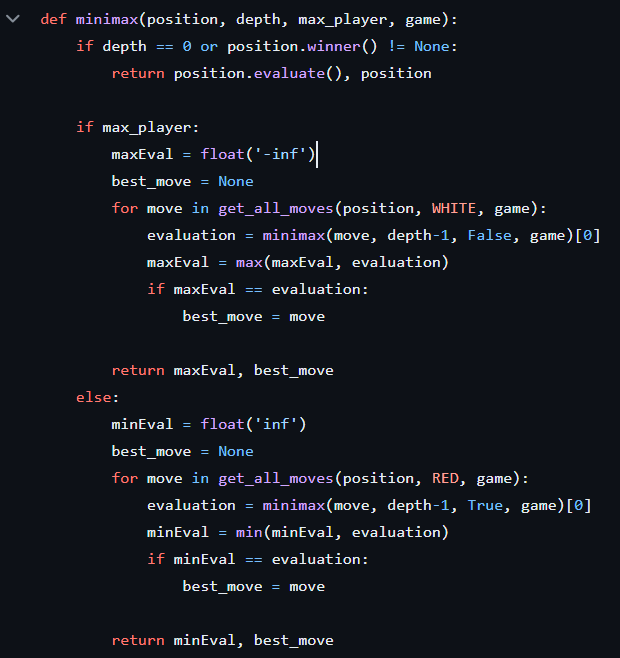 def minimax(position, depth, max_player, game):
    if depth == 0 or position.winner() != None:
        return position.evaluate(), position

    if max_player:
        maxEval = float('-inf')
        best_move = None
        for move in get_all_moves(position, WHITE, game):
            evaluation = minimax(move, depth-1, False, game)[0]
            maxEval = max(maxEval, evaluation)
            if maxEval == evaluation:
                best_move = move

        return maxEval, best_move
    else:
        minEval = float('inf')
        best_move = None
        for move in get_all_moves(position, RED, game):
            evaluation = minimax(move, depth-1, True, game)[0]
            minEval = min(minEval, evaluation)
            if minEval == evaluation:
                best_move = move

        return minEval, best_move